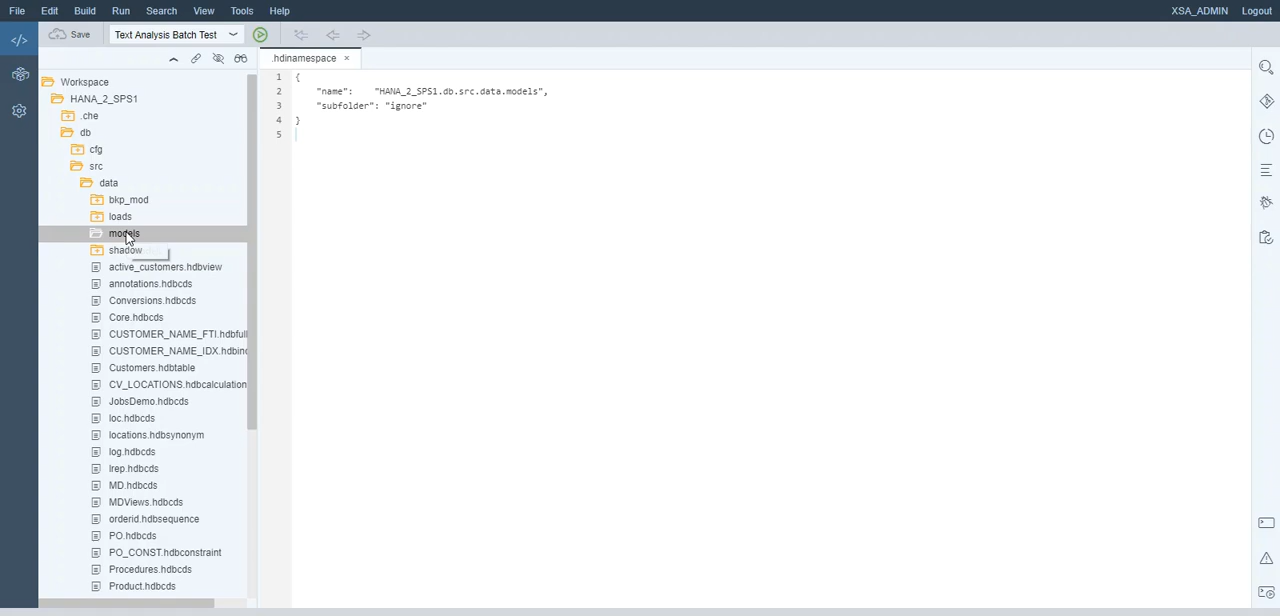 File Edit Build Run Search View Tools Help XSA_ADMIN Logout
Save Text Analysis Batch Test
.hdinamespace ×
Workspace
HANA_2_SPS1
.che
db
cfg
src
data
bkp_mod
loads
models
shadow
active_customers.hdbview
annotations.hdbcds
Conversions.hdbcds
Core.hdbcds
CUSTOMER_NAME_FTI.hdbfull
CUSTOMER_NAME_IDX.hdbind
Customers.hdbtable
CV_LOCATIONS.hdbcalculation
JobsDemo.hdbcds
loc.hdbcds
locations.hdbsynonym
log.hdbcds
lrep.hdbcds
MD.hdbcds
MDViews.hdbcds
orderid.hdbsequence
PO.hdbcds
PO_CONST.hdbconstraint
Procedures.hdbcds
Product.hdbcds
1 {
2 "name": "HANA_2_SPS1.db.src.data.models",
3 "subfolder": "ignore"
4 }
5